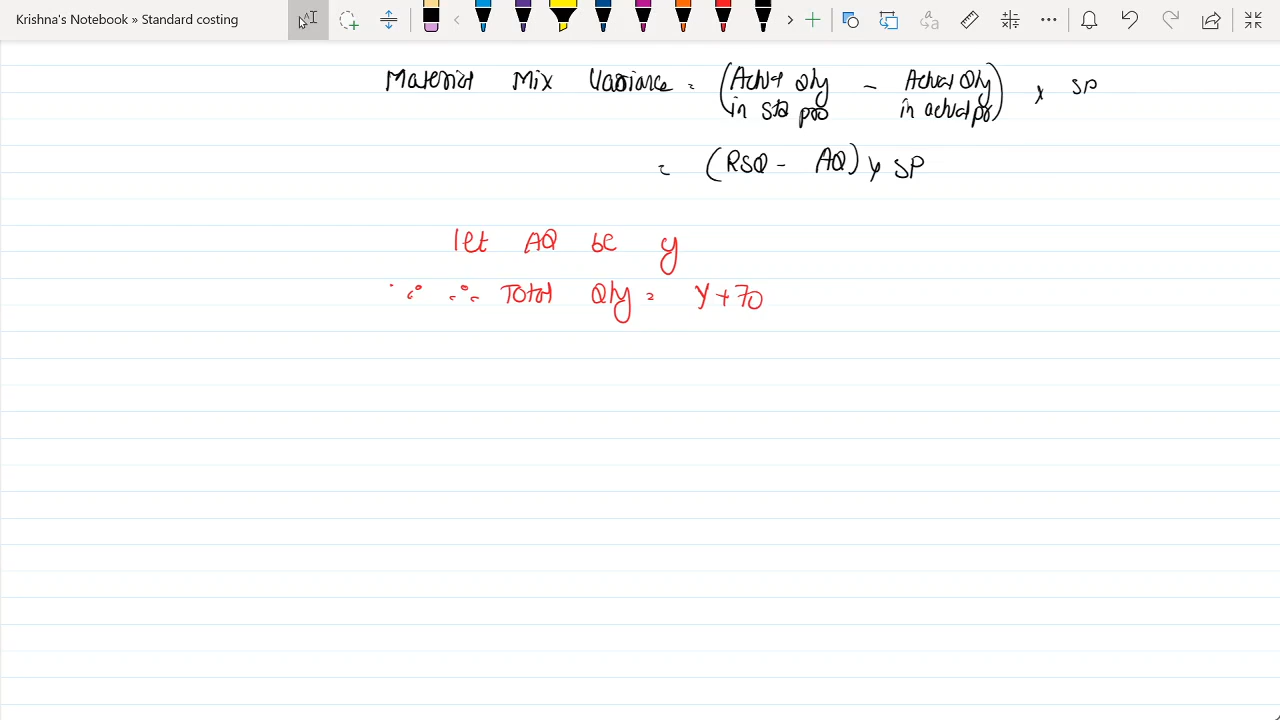 Krishna's Notebook » Standard costing
Material Mix Variance = (Actual Qty in std pro - Actual Qty in actual pro) x SP
= (RSQ - AQ) x SP
let AQ be y
∴ ∴ Total Qty = y + 70